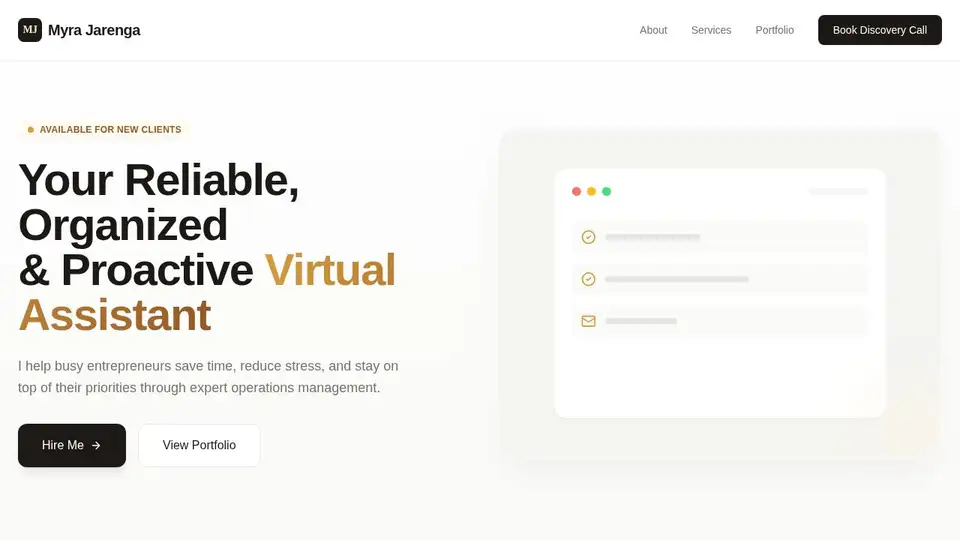 MJ Myra Jarenga
About Services Portfolio Book Discovery Call
AVAILABLE FOR NEW CLIENTS
Your Reliable,
Organized
& Proactive Virtual
Assistant
I help busy entrepreneurs save time, reduce stress, and stay on
top of their priorities through expert operations management.
Hire Me
View Portfolio